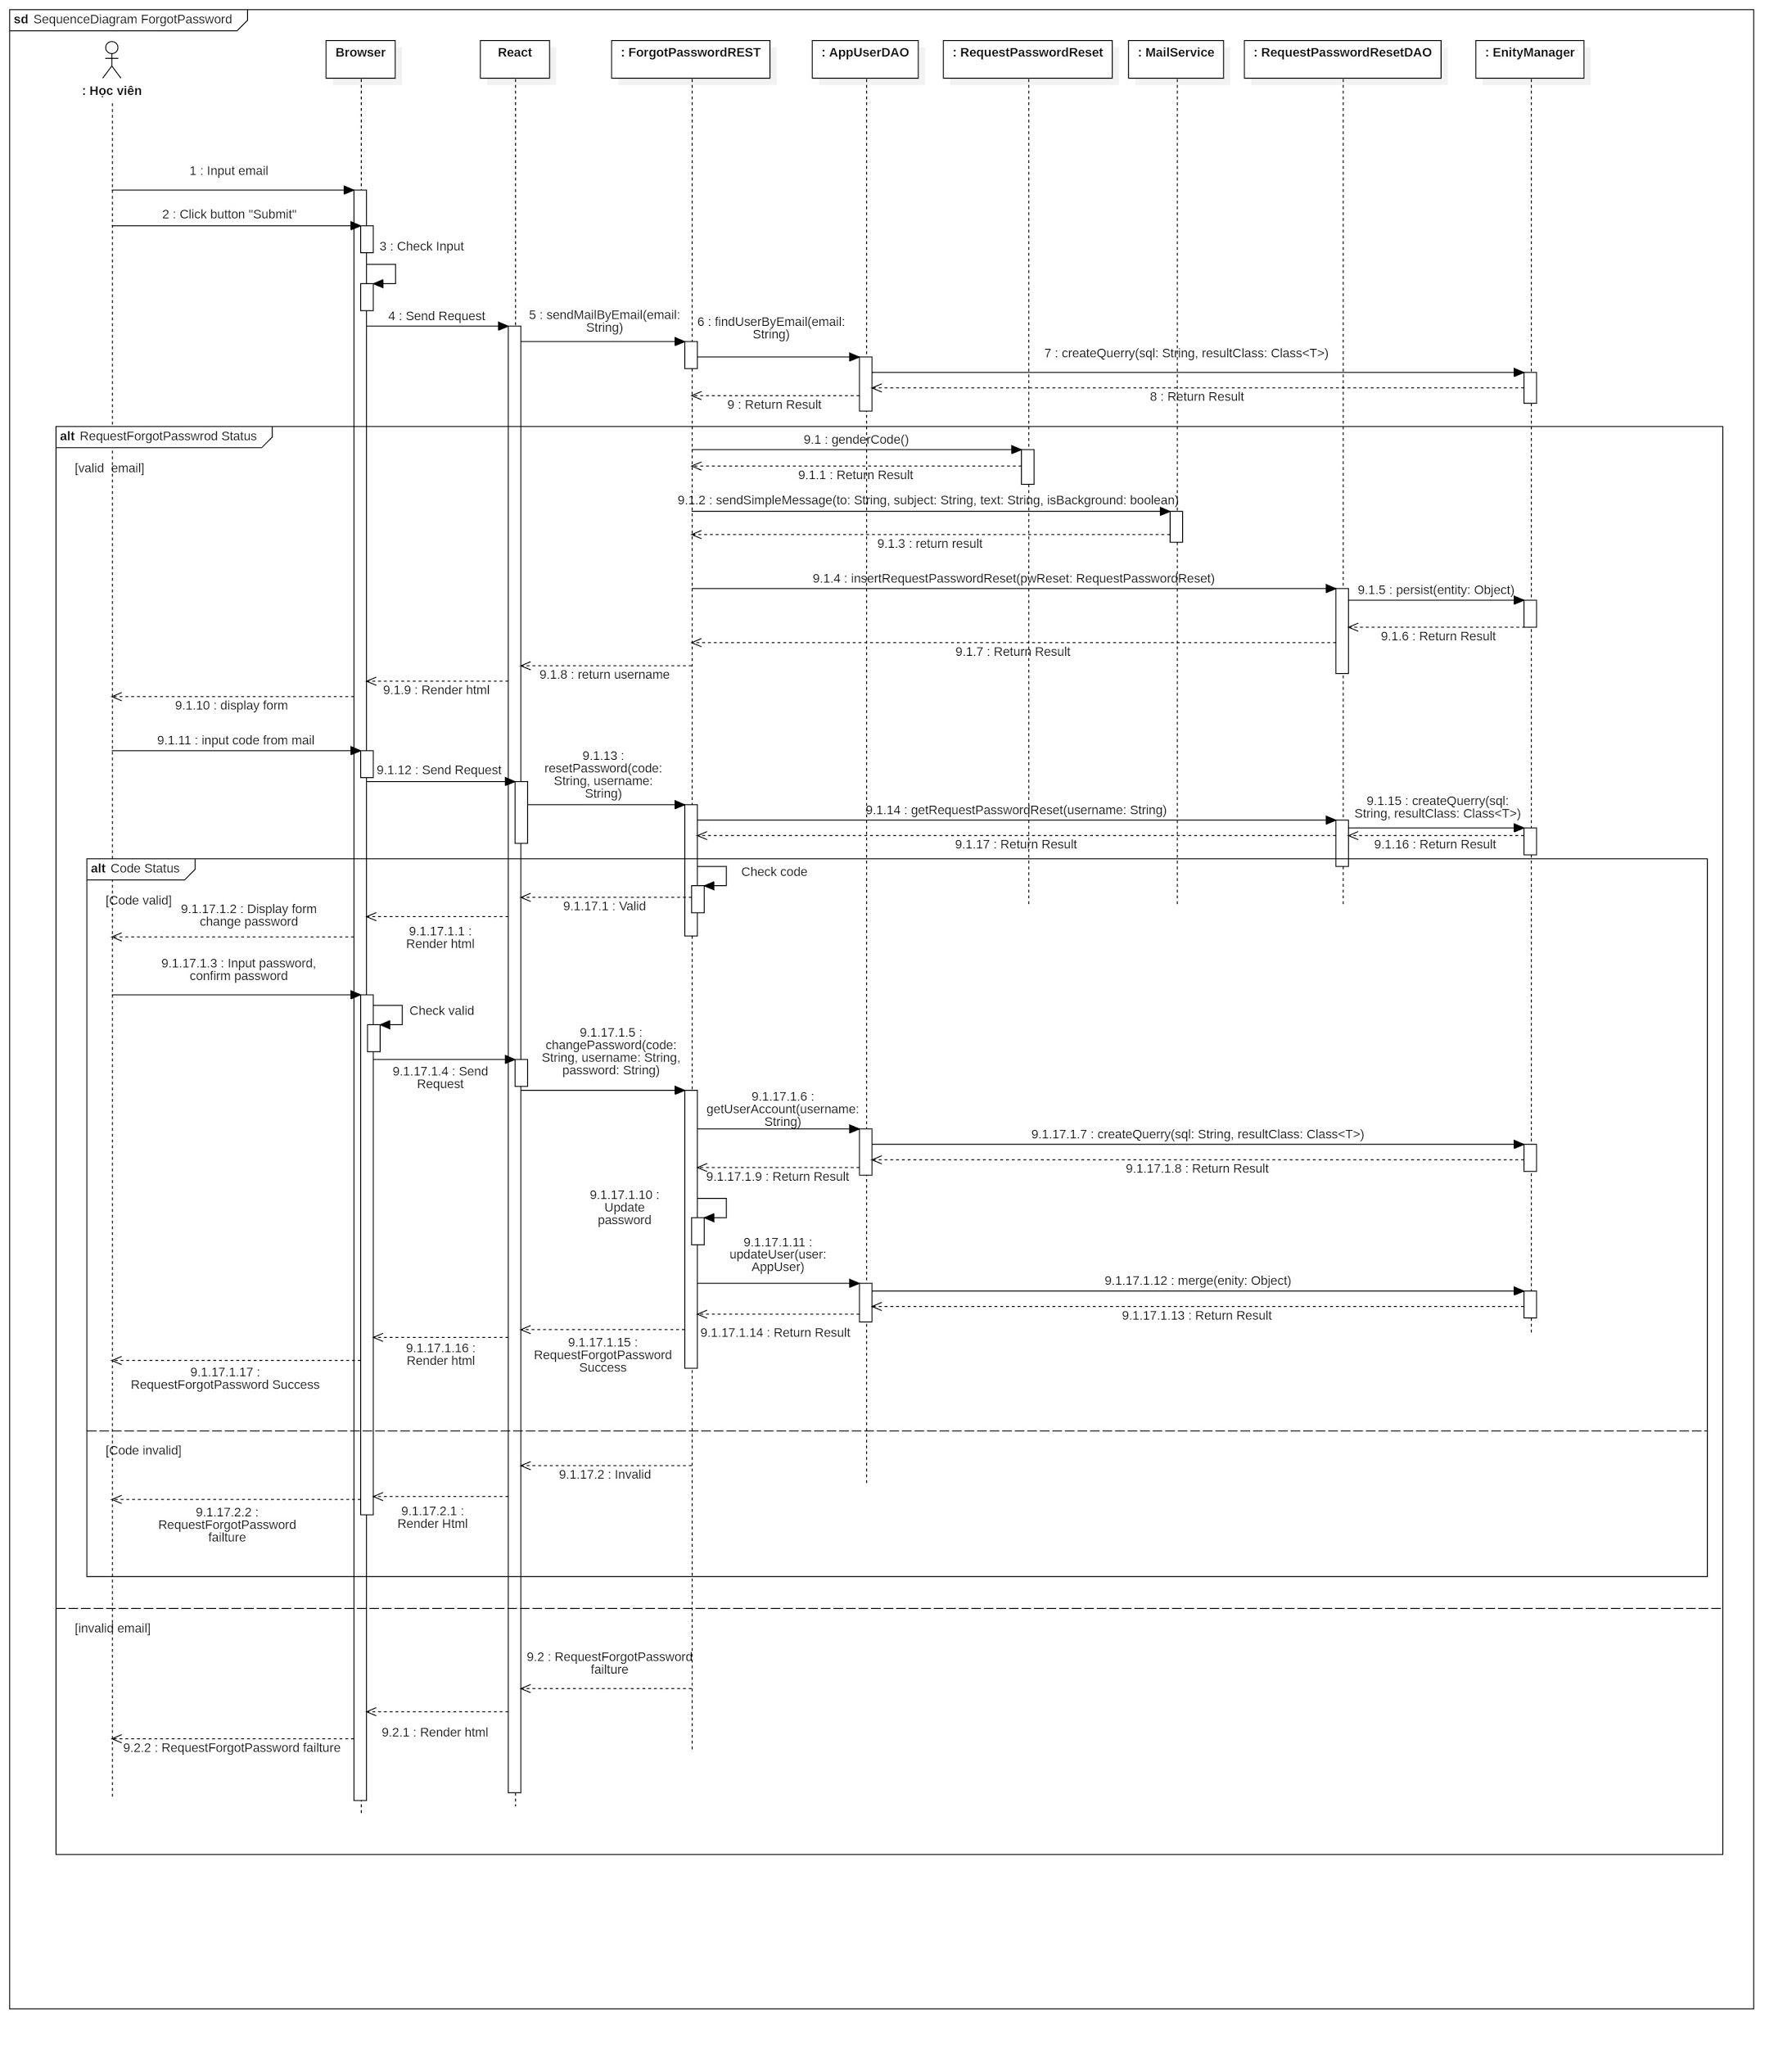 sd SequenceDiagram ForgotPassword
: Học viên
Browser
React
: ForgotPasswordREST
: AppUserDAO
: RequestPasswordReset
: MailService
: RequestPasswordResetDAO
: EnityManager
1 : Input email
2 : Click button "Submit"
3 : Check Input
4 : Send Request
5 : sendMailByEmail(email:
String)
6 : findUserByEmail(email:
String)
7 : createQuerry(sql: String, resultClass: Class<T>)
8 : Return Result
9 : Return Result
alt RequestForgotPasswrod Status
[valid email]
9.1 : genderCode()
9.1.1 : Return Result
9.1.2 : sendSimpleMessage(to: String, subject: String, text: String, isBackground: boolean)
9.1.3 : return result
9.1.4 : insertRequestPasswordReset(pwReset: RequestPasswordReset)
9.1.5 : persist(entity: Object)
9.1.6 : Return Result
9.1.7 : Return Result
9.1.8 : return username
9.1.9 : Render html
9.1.10 : display form
9.1.11 : input code from mail
9.1.12 : Send Request
9.1.13 :
resetPassword(code:
String, username:
String)
9.1.14 : getRequestPasswordReset(username: String)
9.1.15 : createQuerry(sql:
String, resultClass: Class<T>)
9.1.16 : Return Result
9.1.17 : Return Result
alt Code Status
[Code valid]
Check code
9.1.17.1 : Valid
9.1.17.1.1 :
Render html
9.1.17.1.2 : Display form
change password
9.1.17.1.3 : Input password,
confirm password
Check valid
9.1.17.1.4 : Send
Request
9.1.17.1.5 :
changePassword(code:
String, username: String,
password: String)
9.1.17.1.6 :
getUserAccount(username:
String)
9.1.17.1.7 : createQuerry(sql: String, resultClass: Class<T>)
9.1.17.1.8 : Return Result
9.1.17.1.9 : Return Result
9.1.17.1.10 :
Update
password
9.1.17.1.11 :
updateUser(user:
AppUser)
9.1.17.1.12 : merge(enity: Object)
9.1.17.1.13 : Return Result
9.1.17.1.14 : Return Result
9.1.17.1.15 :
RequestForgotPassword
Success
9.1.17.1.16 :
Render html
9.1.17.1.17 :
RequestForgotPassword Success
[Code invalid]
9.1.17.2 : Invalid
9.1.17.2.1 :
Render Html
9.1.17.2.2 :
RequestForgotPassword
failture
[invalid email]
9.2 : RequestForgotPassword
failture
9.2.1 : Render html
9.2.2 : RequestForgotPassword failture